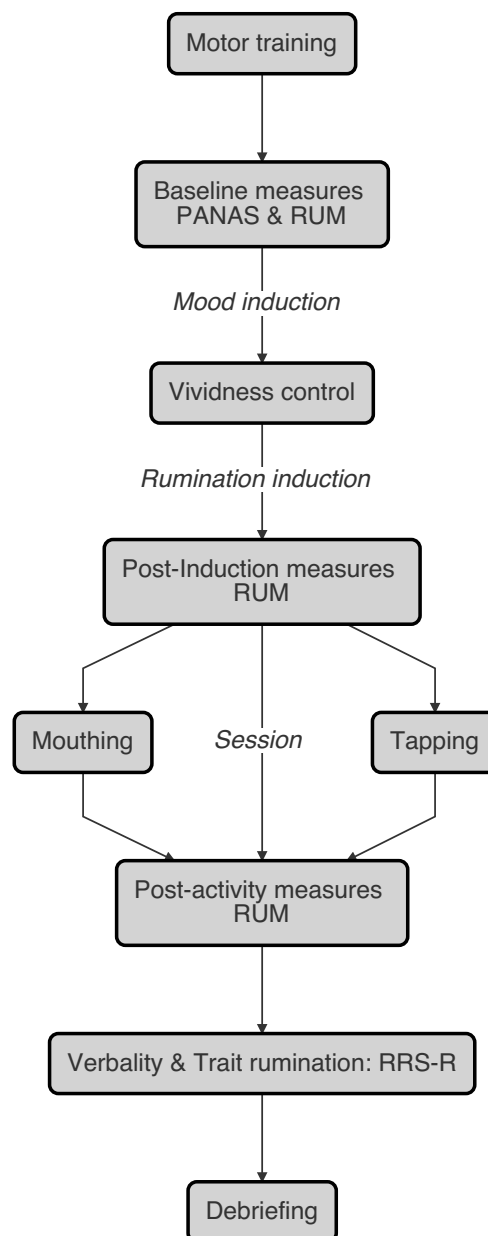 Motor training
Baseline measures
PANAS & RUM
Mood induction
Vividness control
Rumination induction
Post-Induction measures
RUM
Mouthing
Session
Tapping
Post-activity measures
RUM
Verbality & Trait rumination: RRS-R
Debriefing